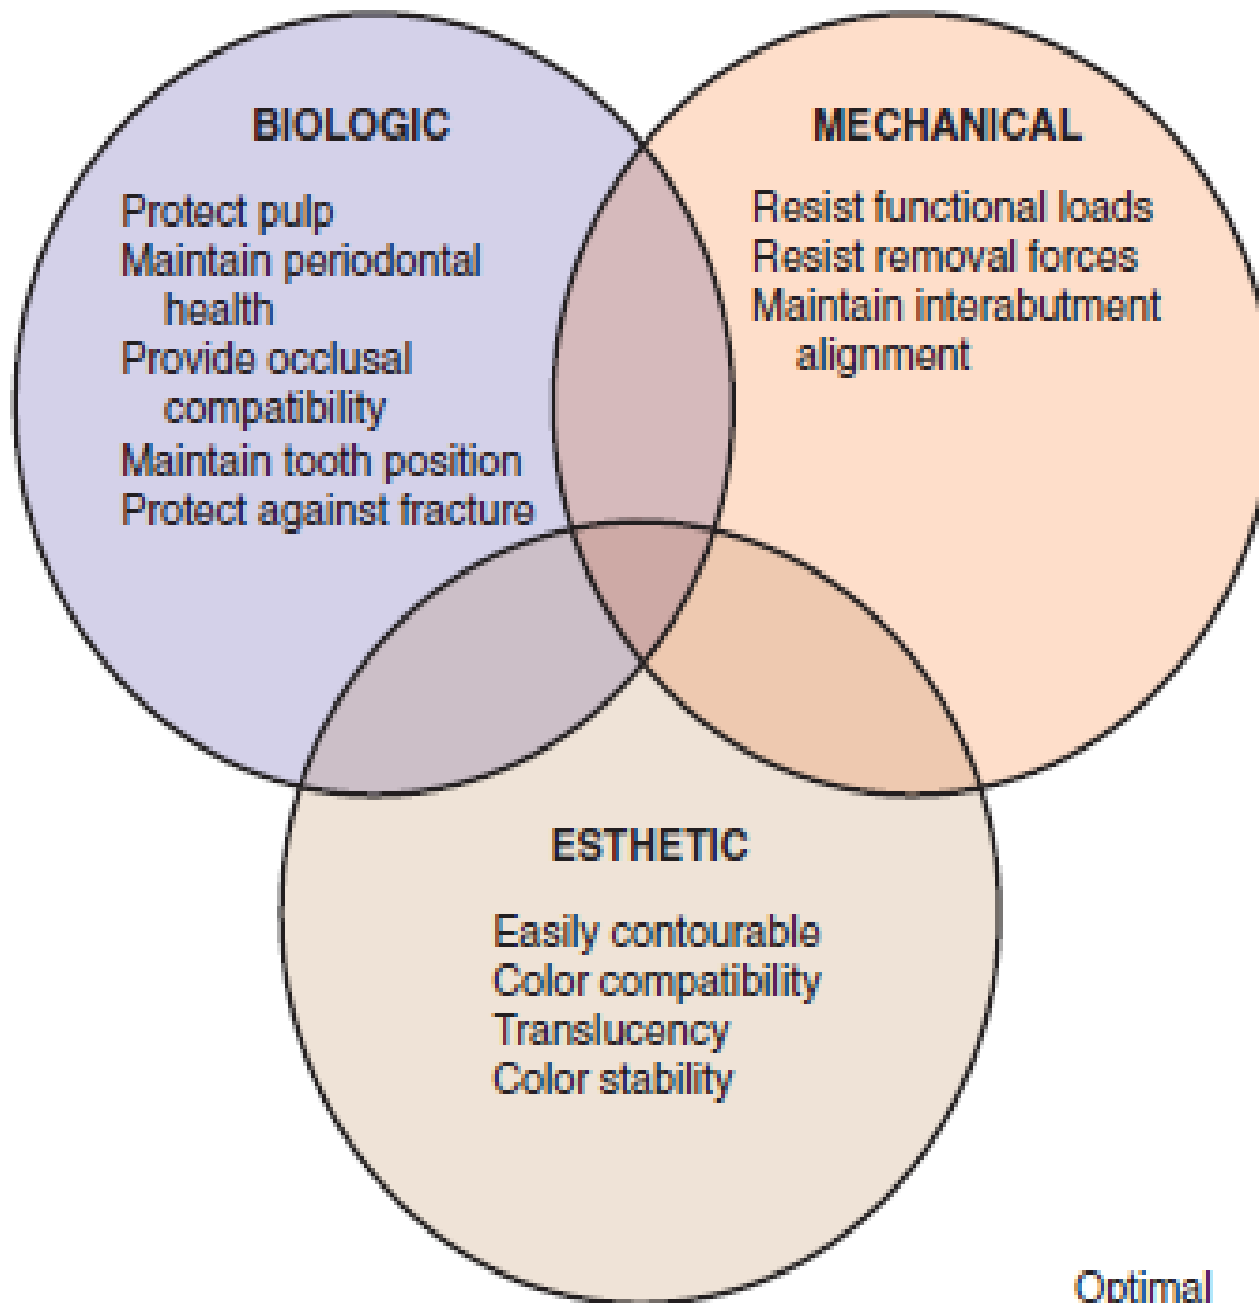 BIOLOGIC
Protect pulp
Maintain periodontal
health
Provide occlusal
compatibility
Maintain tooth position
Protect against fracture
MECHANICAL
Resist functional loads
Resist removal forces
Maintain interabutment
alignment
ESTHETIC
Easily contourable
Color compatibility
Translucency
Color stability
Optimal